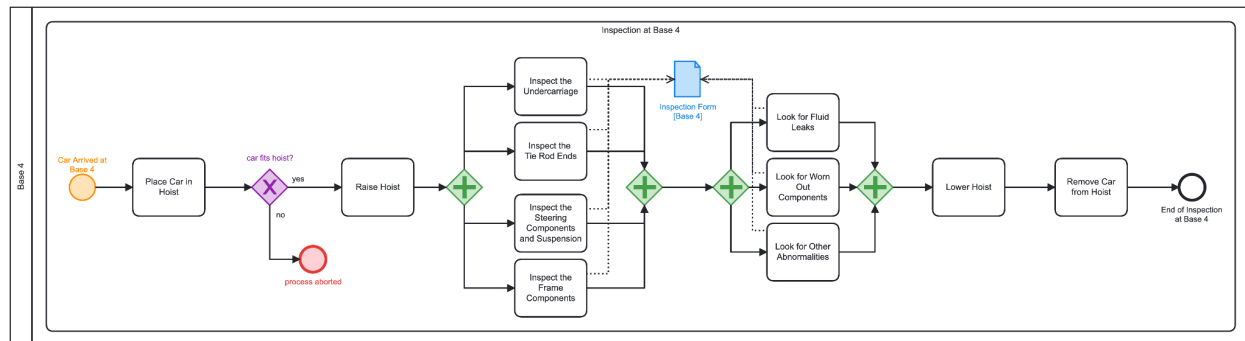 Inspection at Base 4
Base 4
Car Arrived at
Base 4
Place Car in
Hoist
car fits hoist?
yes
no
process aborted
Raise Hoist
Inspect the
Undercarriage
Inspect the
Tie Rod Ends
Inspect the
Steering
Components
and Suspension
Inspect the
Frame
Components
Inspection Form
[Base 4]
Look for Fluid
Leaks
Look for Worn
Out
Components
Look for Other
Abnormalities
Lower Hoist
Remove Car
from Hoist
End of Inspection
at Base 4